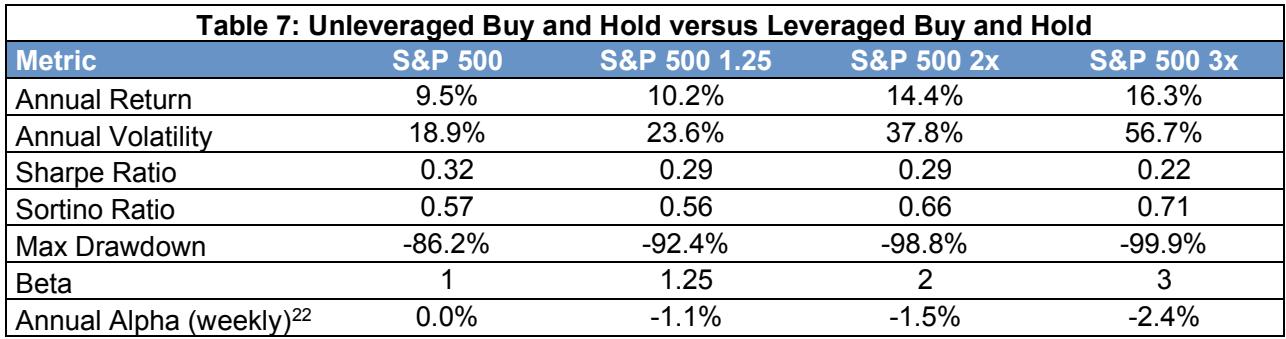 Table 7: Unleveraged Buy and Hold versus Leveraged Buy and Hold
Metric S&P 500 S&P 500 1.25 S&P 500 2x S&P 500 3x
Annual Return 9.5% 10.2% 14.4% 16.3%
Annual Volatility 18.9% 23.6% 37.8% 56.7%
Sharpe Ratio 0.32 0.29 0.29 0.22
Sortino Ratio 0.57 0.56 0.66 0.71
Max Drawdown -86.2% -92.4% -98.8% -99.9%
Beta 1 1.25 2 3
Annual Alpha (weekly)²² 0.0% -1.1% -1.5% -2.4%